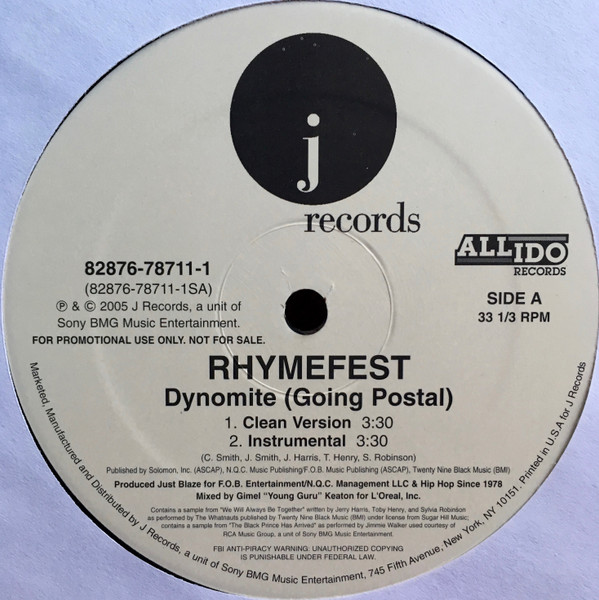 j
records
ALLIDO
RECORDS
82876-78711-1
(82876-78711-1SA)
℗ & © 2005 J Records, a unit of
Sony BMG Music Entertainment.
FOR PROMOTIONAL USE ONLY. NOT FOR SALE.
SIDE A
33 1/3 RPM
RHYMEFEST
Dynomite (Going Postal)
1. Clean Version 3:30
2. Instrumental 3:30
(C. Smith, J. Smith, J. Harris, T. Henry, S. Robinson)
Published by Solomon, Inc. (ASCAP), N.Q.C. Music Publishing/F.O.B. Music Publishing (ASCAP), Twenty Nine Black Music (BMI)
Produced Just Blaze for F.O.B. Entertainment/N.Q.C. Management LLC & Hip Hop Since 1978
Mixed by Gimel "Young Guru" Keaton for L'Oreal, Inc.
Contains a sample from "We Will Always Be Together" written by Jerry Harris, Toby Henry, and Sylvia Robinson
as performed by The Whatnauts published by Twenty Nine Black Music (BMI) under license from Sugar Hill Music;
contains a sample from "The Black Prince Has Arrived" as performed by Jimmie Walker used courtesy of
RCA Music Group, a unit of Sony BMG Music Entertainment.
FBI ANTI-PIRACY WARNING: UNAUTHORIZED COPYING
IS PUNISHABLE UNDER FEDERAL LAW.
Marketed, Manufactured and Distributed by J Records, a unit of Sony BMG Music Entertainment, 745 Fifth Avenue, New York, NY 10151. Printed in U.S.A for J Records